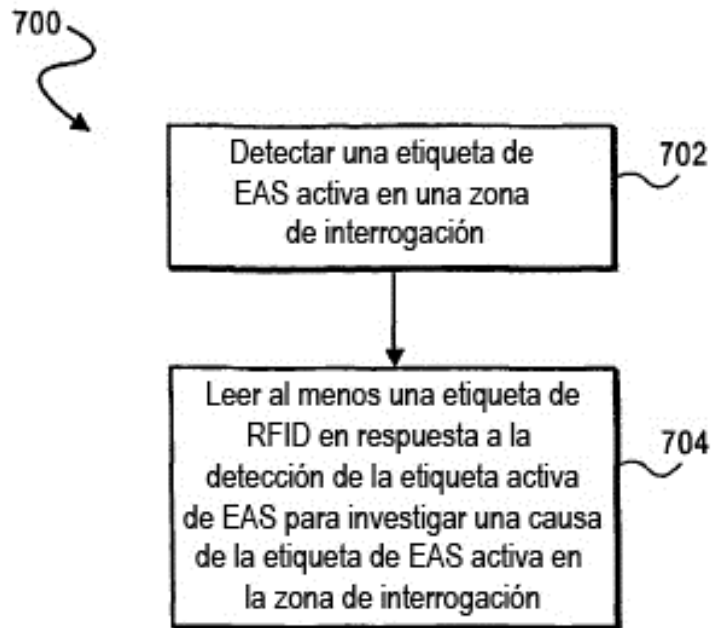 700
Detectar una etiqueta de
EAS activa en una zona
de interrogación
702
Leer al menos una etiqueta de
RFID en respuesta a la
detección de la etiqueta activa
de EAS para investigar una causa
de la etiqueta de EAS activa en
la zona de interrogación
704